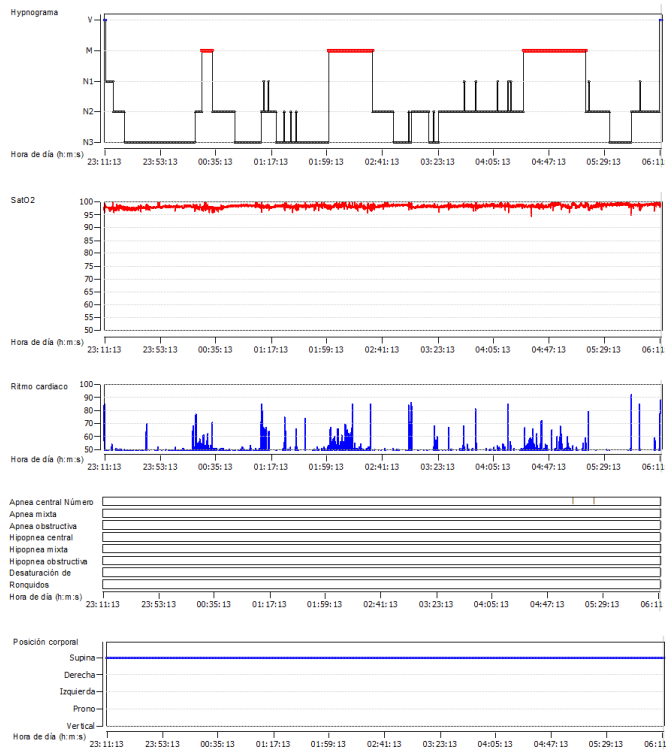 Hypnograma
V
M
N1
N2
N3
Hora de día (h:m:s)
23:11:13 23:53:13 00:35:13 01:17:13 01:59:13 02:41:13 03:23:13 04:05:13 04:47:13 05:29:13 06:11
SatO2
100
95
90
85
80
75
70
65
60
55
50
Hora de día (h:m:s)
23:11:13 23:53:13 00:35:13 01:17:13 01:59:13 02:41:13 03:23:13 04:05:13 04:47:13 05:29:13 06:11
Ritmo cardiaco
100
90
80
70
60
50
Hora de día (h:m:s)
23:11:13 23:53:13 00:35:13 01:17:13 01:59:13 02:41:13 03:23:13 04:05:13 04:47:13 05:29:13 06:11
Apnea central Número
Apnea mixta
Apnea obstructiva
Hipopnea central
Hipopnea mixta
Hipopnea obstructiva
Desaturación de
Ronquidos
Hora de día (h:m:s)
23:11:13 23:53:13 00:35:13 01:17:13 01:59:13 02:41:13 03:23:13 04:05:13 04:47:13 05:29:13 06:11
Posición corporal
Supina
Derecha
Izquierda
Prono
Vertical
Hora de día (h:m:s)
23:11:13 23:53:13 00:35:13 01:17:13 01:59:13 02:41:13 03:23:13 04:05:13 04:47:13 05:29:13 06:11